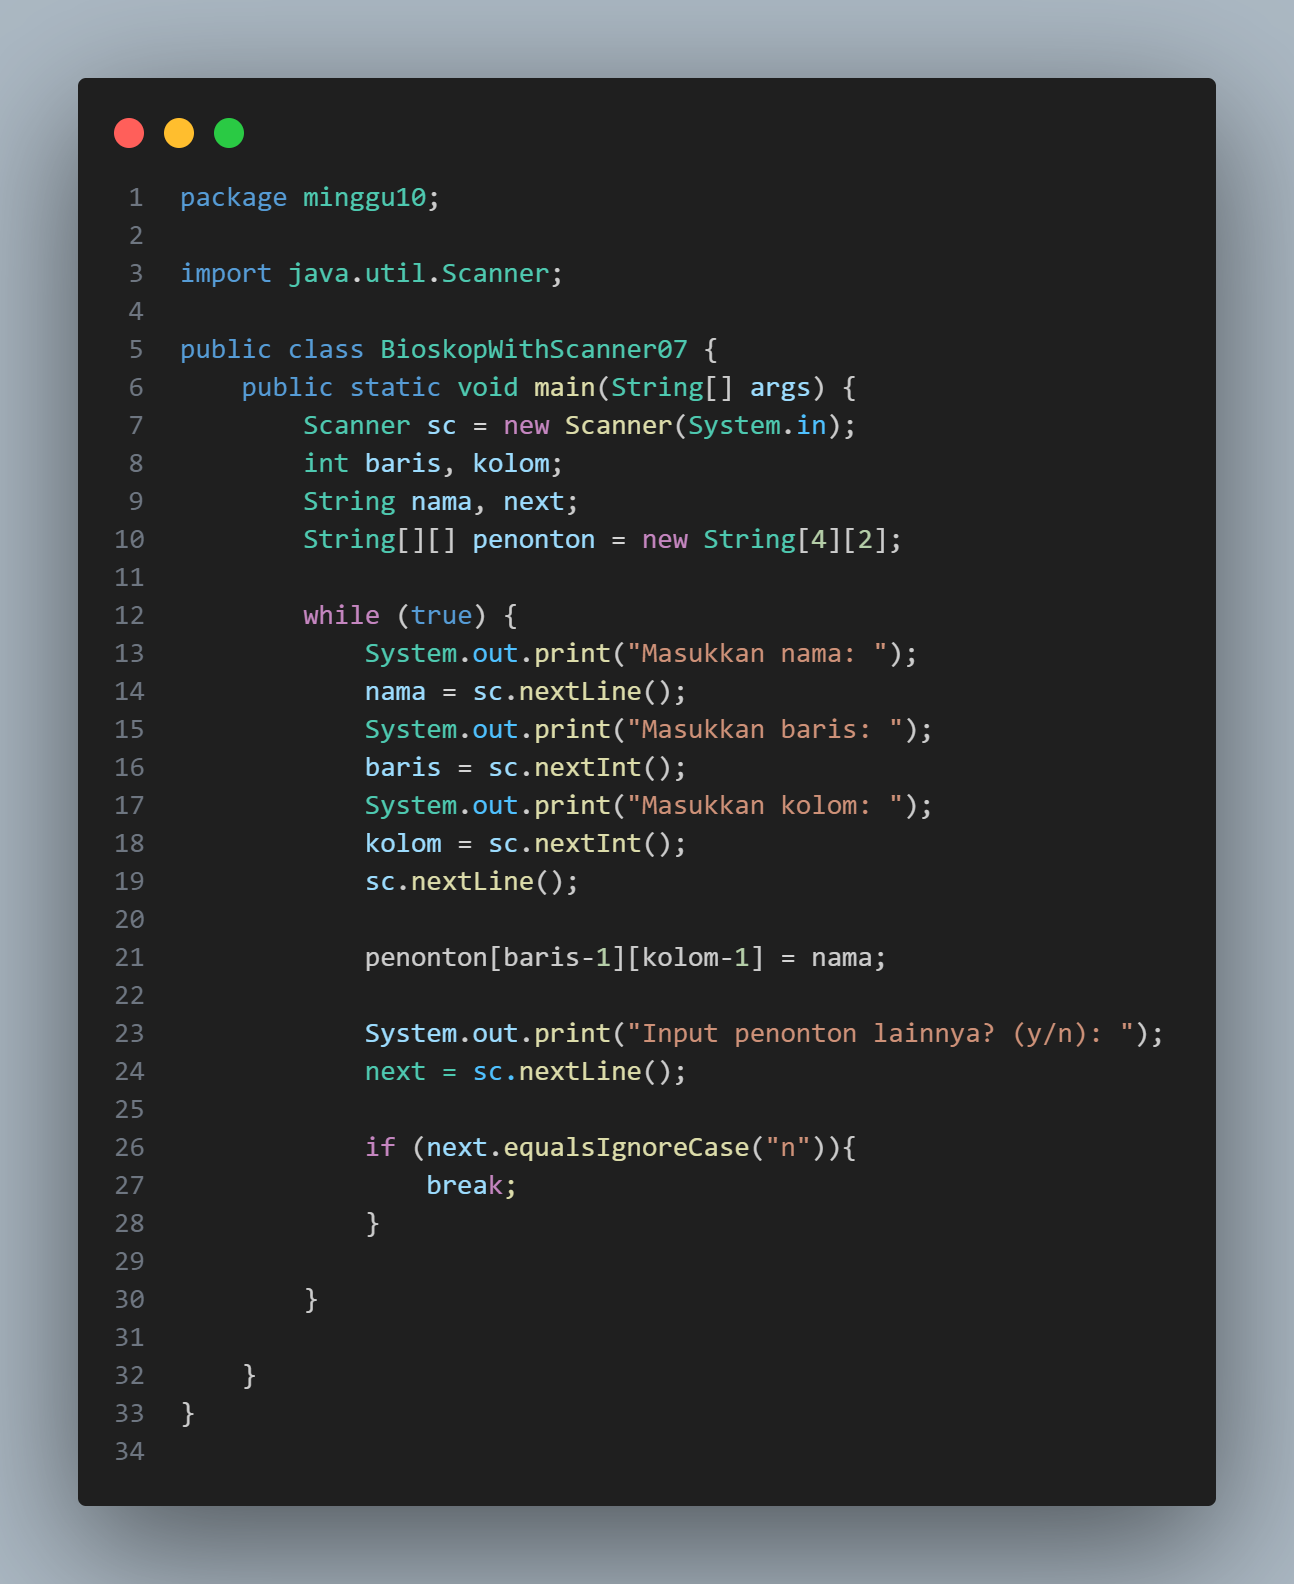 1 package minggu10;
2
3 import java.util.Scanner;
4
5 public class BioskopWithScanner07 {
6     public static void main(String[] args) {
7         Scanner sc = new Scanner(System.in);
8         int baris, kolom;
9         String nama, next;
10         String[][] penonton = new String[4][2];
11
12         while (true) {
13             System.out.print("Masukkan nama: ");
14             nama = sc.nextLine();
15             System.out.print("Masukkan baris: ");
16             baris = sc.nextInt();
17             System.out.print("Masukkan kolom: ");
18             kolom = sc.nextInt();
19             sc.nextLine();
20
21             penonton[baris-1][kolom-1] = nama;
22
23             System.out.print("Input penonton lainnya? (y/n): ");
24             next = sc.nextLine();
25
26             if (next.equalsIgnoreCase("n")){
27                 break;
28             }
29
30         }
31
32     }
33 }
34